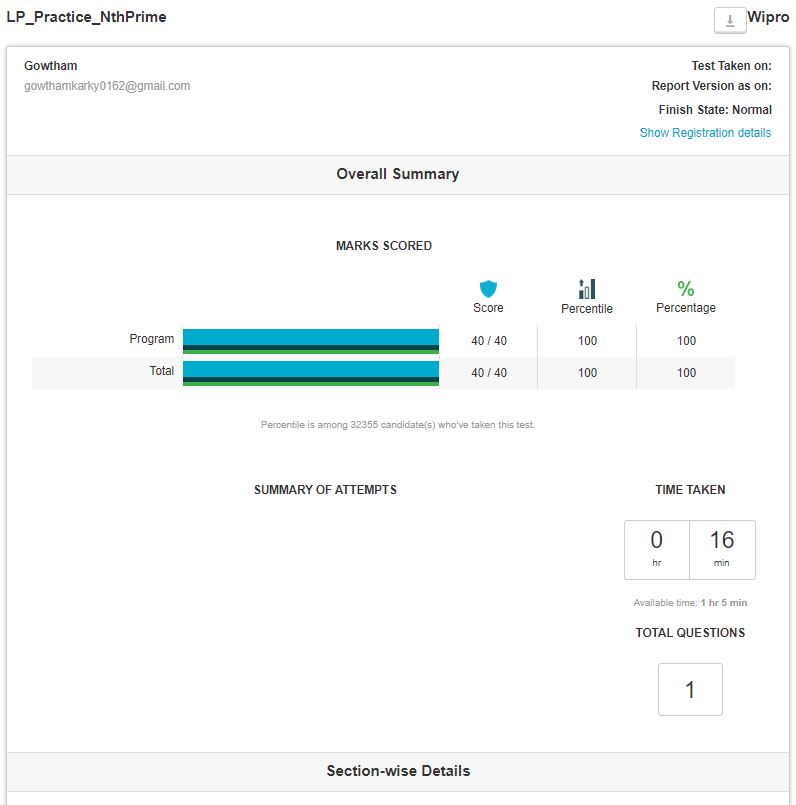 LP_Practice_NthPrime
Wipro
Gowtham
gowthamkarky0162@gmail.com
Test Taken on:
Report Version as on:
Finish State: Normal
Show Registration details
Overall Summary
MARKS SCORED
%
Score Percentile Percentage
Program 40 / 40 100 100
Total 40 / 40 100 100
Percentile is among 32355 candidate(s) who've taken this test.
SUMMARY OF ATTEMPTS
TIME TAKEN
0 16
hr min
Available time: 1 hr 5 min
TOTAL QUESTIONS
1
Section-wise Details